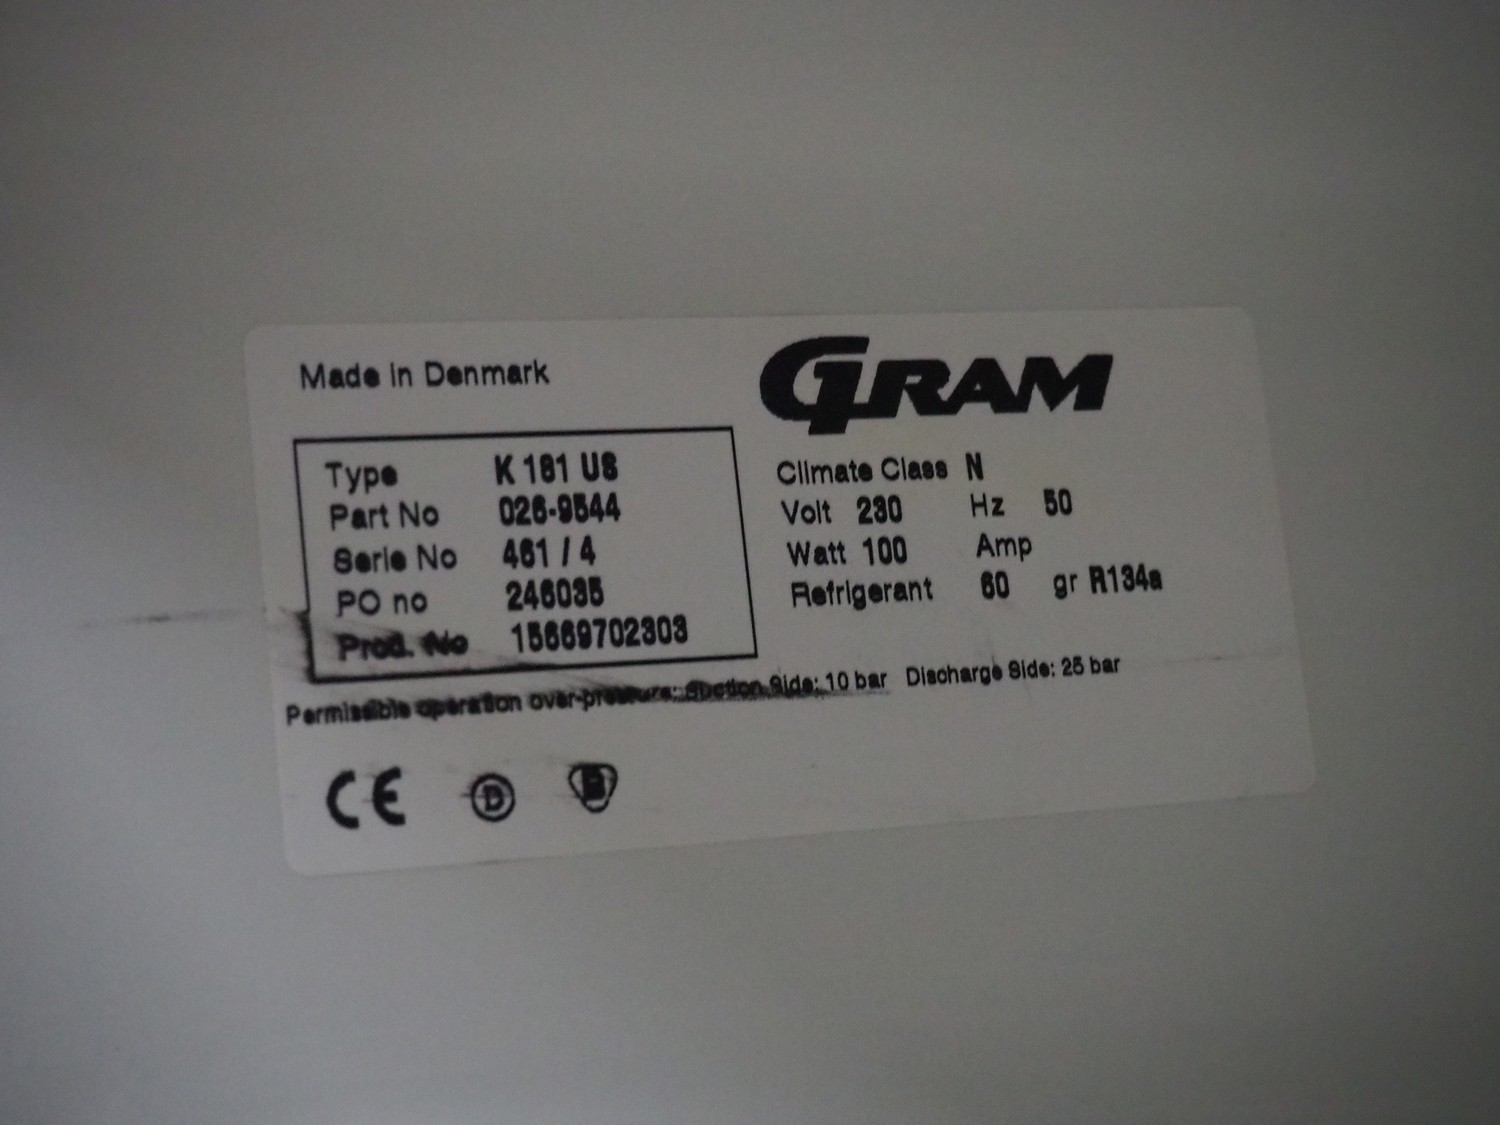 Made in Denmark
GRAM
Type K 181 US
Part No 026-9544
Serie No 461 / 4
PO no 246035
Prod. No 15669702303
Climate Class N
Volt 230 Hz 50
Watt 100 Amp
Refrigerant 60 gr R134a
Permissible operation over-pressure: Suction Side: 10 bar Discharge Side: 25 bar
CE
D